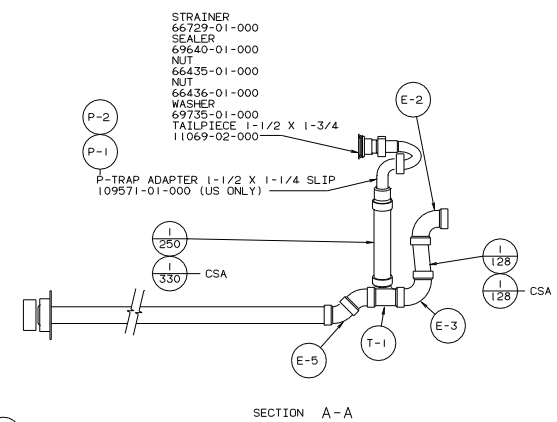 STRAINER
66729-01-000
SEALER
69640-01-000
NUT
66435-01-000
NUT
66436-01-000
WASHER
69735-01-000
TAILPIECE 1-1/2 X 1-3/4
11069-02-000
P-2
P-1
P-TRAP ADAPTER 1-1/2 X 1-1/4 SLIP
109571-01-000 (US ONLY)
E-2
1
250
1
330
CSA
1
128
1
128
CSA
E-3
T-1
E-5
SECTION A-A